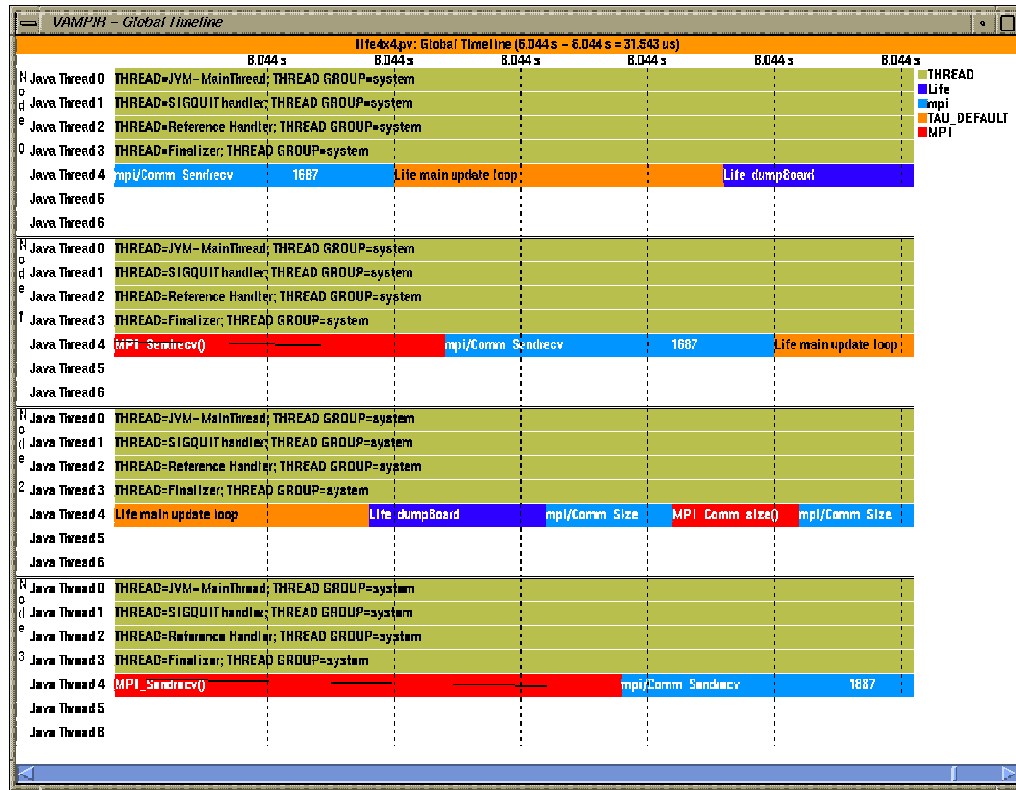 VAMPIR - Global Timeline
life4x4.pv: Global Timeline (6.044 s - 6.044 s = 31.543 us)
6.044 s 6.044 s 6.044 s 6.044 s 6.044 s 6.044 s
THREAD
Life
mpi
TAU_DEFAULT
MPI
Node 0
Java Thread 0 THREAD=JVM-MainThread; THREAD GROUP=system
Java Thread 1 THREAD=SIGQUIT handler; THREAD GROUP=system
Java Thread 2 THREAD=Reference Handler; THREAD GROUP=system
Java Thread 3 THREAD=Finalizer; THREAD GROUP=system
Java Thread 4 mpi/Comm Sendrecv 1687 Life main update loop Life dumpBoard
Java Thread 5
Java Thread 6
Node 1
Java Thread 0 THREAD=JVM-MainThread; THREAD GROUP=system
Java Thread 1 THREAD=SIGQUIT handler; THREAD GROUP=system
Java Thread 2 THREAD=Reference Handler; THREAD GROUP=system
Java Thread 3 THREAD=Finalizer; THREAD GROUP=system
Java Thread 4 MPI_Sendrecv() mpi/Comm Sendrecv 1687 Life main update loop
Java Thread 5
Java Thread 6
Node 2
Java Thread 0 THREAD=JVM-MainThread; THREAD GROUP=system
Java Thread 1 THREAD=SIGQUIT handler; THREAD GROUP=system
Java Thread 2 THREAD=Reference Handler; THREAD GROUP=system
Java Thread 3 THREAD=Finalizer; THREAD GROUP=system
Java Thread 4 Life main update loop Life dumpBoard mpi/Comm Size MPI_Comm_size() mpi/Comm Size
Java Thread 5
Java Thread 6
Node 3
Java Thread 0 THREAD=JVM-MainThread; THREAD GROUP=system
Java Thread 1 THREAD=SIGQUIT handler; THREAD GROUP=system
Java Thread 2 THREAD=Reference Handler; THREAD GROUP=system
Java Thread 3 THREAD=Finalizer; THREAD GROUP=system
Java Thread 4 MPI_Sendrecv() mpi/Comm Sendrecv 1687
Java Thread 5
Java Thread 6